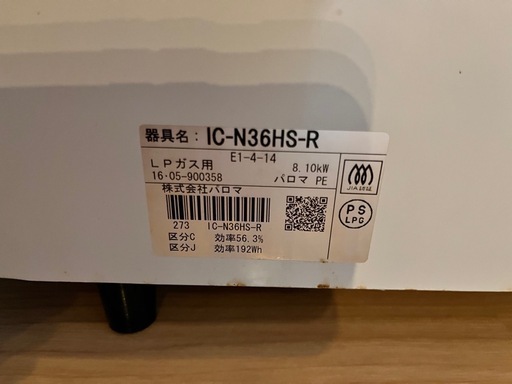 器具名： IC-N36HS-R
E1-4-14
LPガス用 8.10kW
16・05-900358 パロマ PE
株式会社パロマ
273 IC-N36HS-R
区分C 効率56.3%
区分J 効率192Wh
JIA認証
PS
LPG